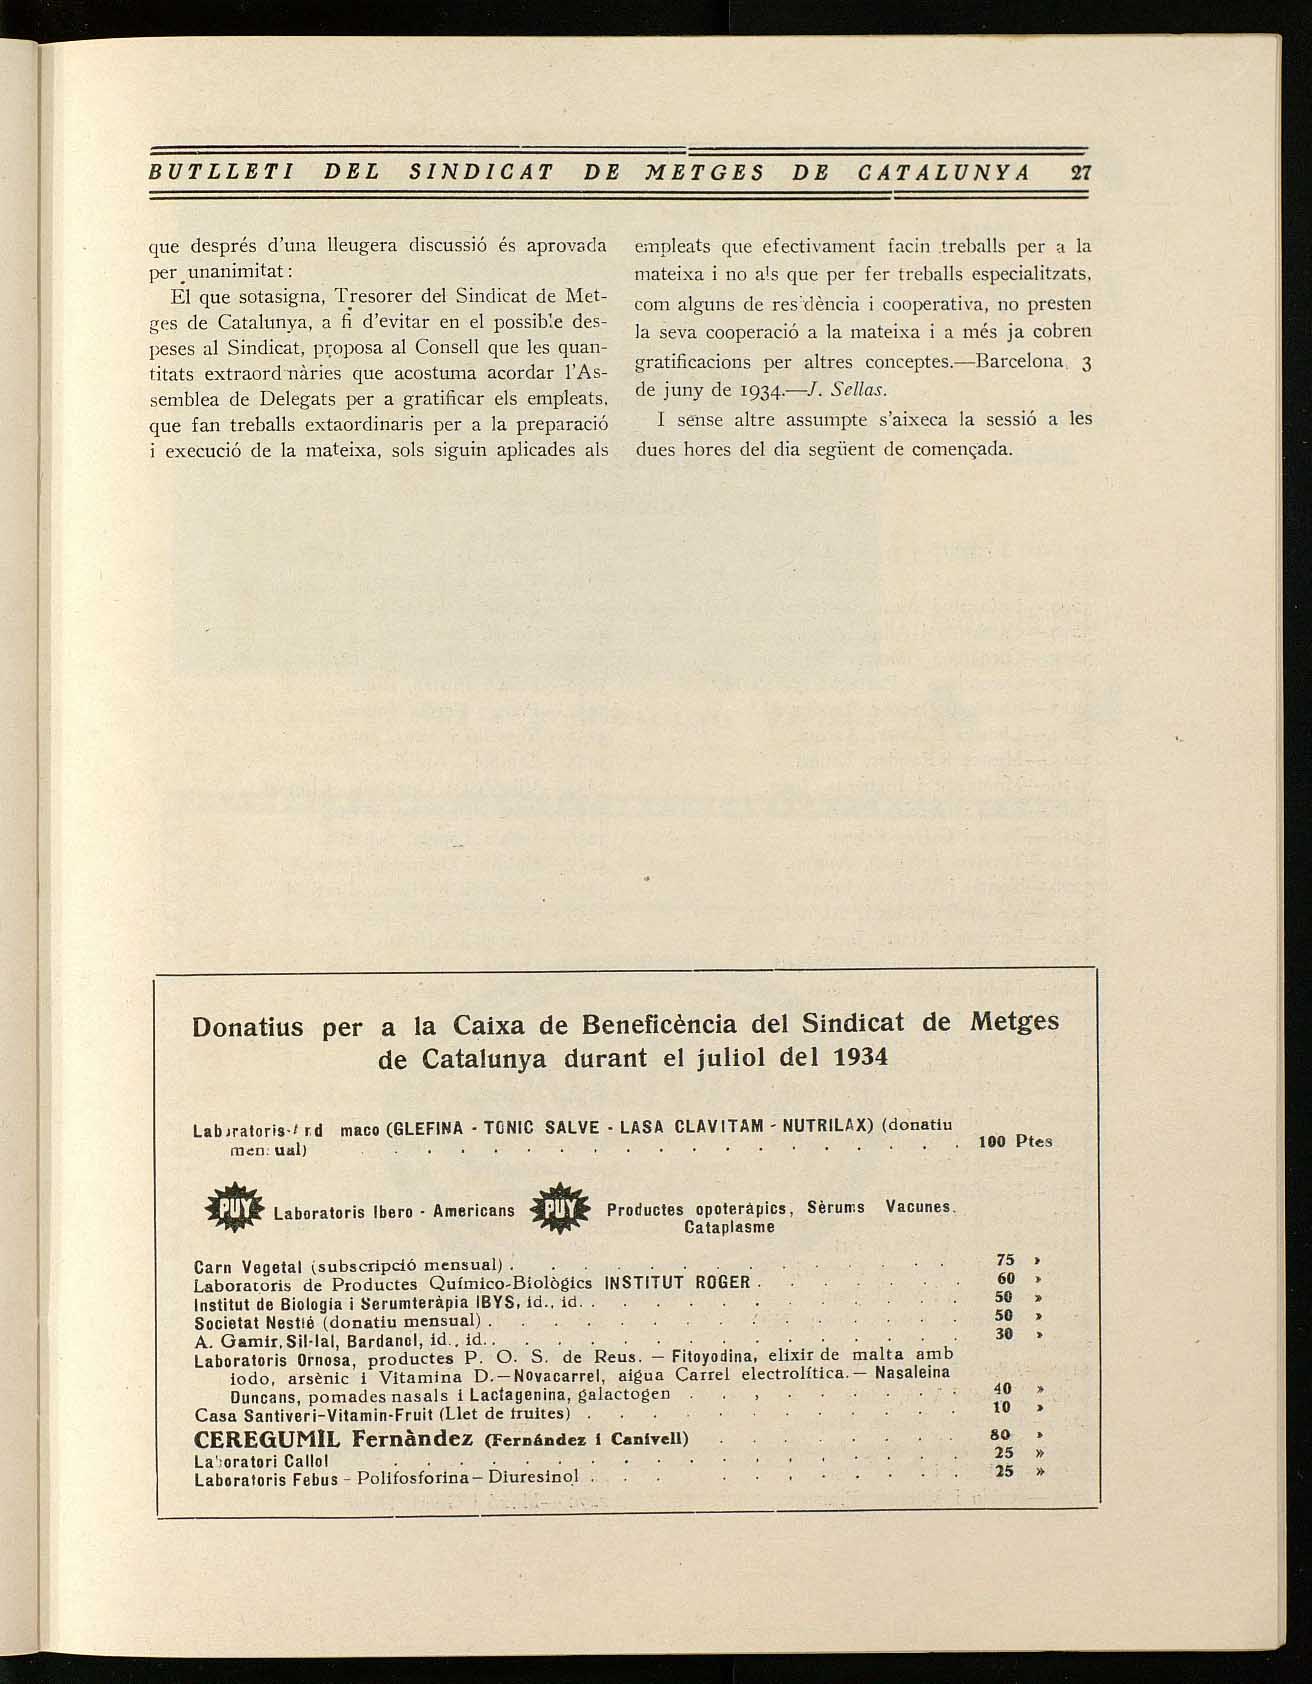 BUTLLETI DEL SINDICAT DE METGES DE CATALUNYA 27
que després d'una lleugera discussió és aprovada
per unanimitat:
El que sotasigna, Tresorer del Sindicat de Met-
ges de Catalunya, a fi d'evitar en el possible des-
peses al Sindicat, proposa al Consell que les quan-
titats extraordinàries que acostuma acordar l'As-
semblea de Delegats per a gratificar els empleats,
que fan treballs extaordinaris per a la preparació
i execució de la mateixa, sols siguin aplicades als
empleats que efectivament facin treballs per a la
mateixa i no als que per fer treballs especialitzats,
com alguns de residència i cooperativa, no presten
la seva cooperació a la mateixa i a més ja cobren
gratificacions per altres conceptes.—Barcelona, 3
de juny de 1934.—J. Sellas.
I sense altre assumpte s'aixeca la sessió a les
dues hores del dia següent de començada.
Donatius per a la Caixa de Beneficència del Sindicat de Metges
de Catalunya durant el juliol del 1934
Laboratoris maco (GLEFINA - TONIC SALVE - LASA CLAVITAM - NUTRILAX) (donatiu
mensual) 100 Ptes
PUY Laboratoris Ibero - Americans PUY Productes opoteràpics, Sèrums Vacunes.
Cataplasme
Carn Vegetal (subscripció mensual) 75 »
Laboratoris de Productes Químico-Biològics INSTITUT ROGER 60 »
Institut de Biologia i Serumteràpia IBYS, id., id. 50 »
Societat Nestlé (donatiu mensual) 50 »
A. Gamir, Sil-lal, Bardanol, id., id. 30 »
Laboratoris Ornosa, productes P. O. S. de Reus. — Fitoyodina, elixir de malta amb
iodo, arsènic i Vitamina D.—Novacarrel, aigua Carrel electrolítica.— Nasaleina
Duncans, pomades nasals i Lactagenina, galactogen 40 »
Casa Santiveri-Vitamin-Fruit (Llet de fruites) 10 »
CEREGUMIL Fernàndez (Fernández i Canivell) 80 »
Laboratori Callol 25 »
Laboratoris Febus - Polifosforina - Diuresinol 25 »